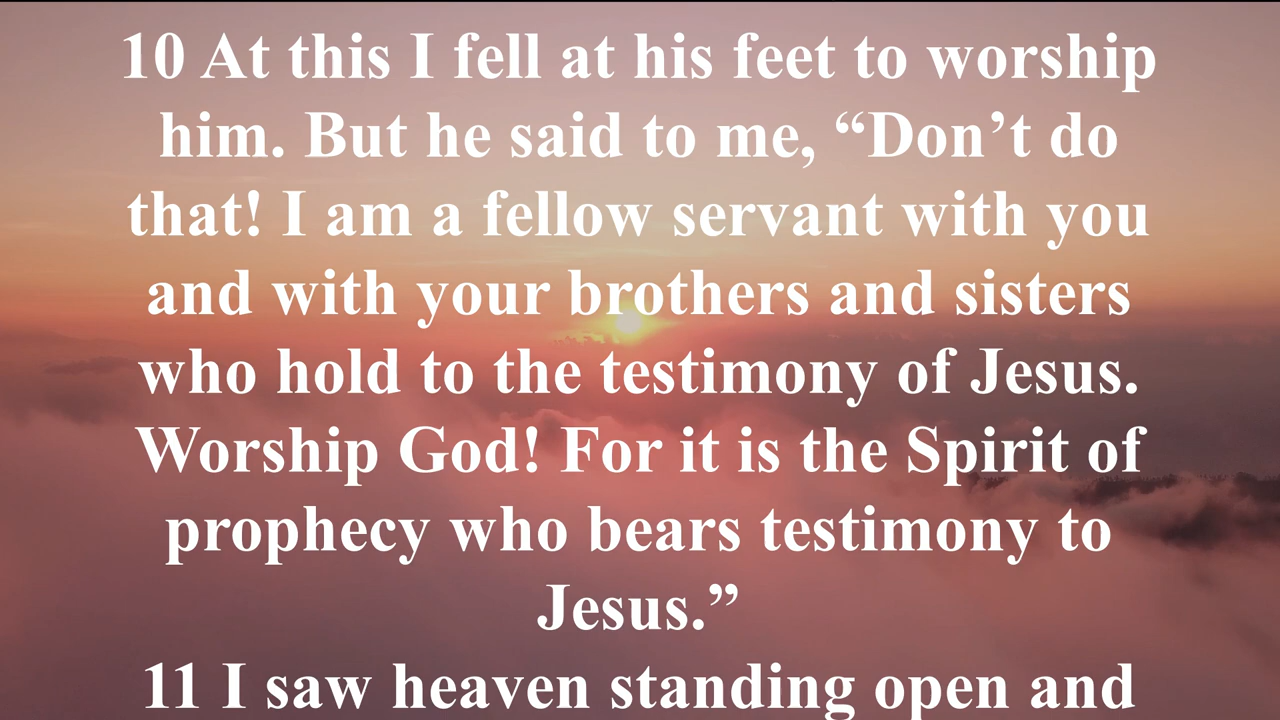 10 At this I fell at his feet to worship
him. But he said to me, “Don’t do
that! I am a fellow servant with you
and with your brothers and sisters
who hold to the testimony of Jesus.
Worship God! For it is the Spirit of
prophecy who bears testimony to
Jesus.”
11 I saw heaven standing open and